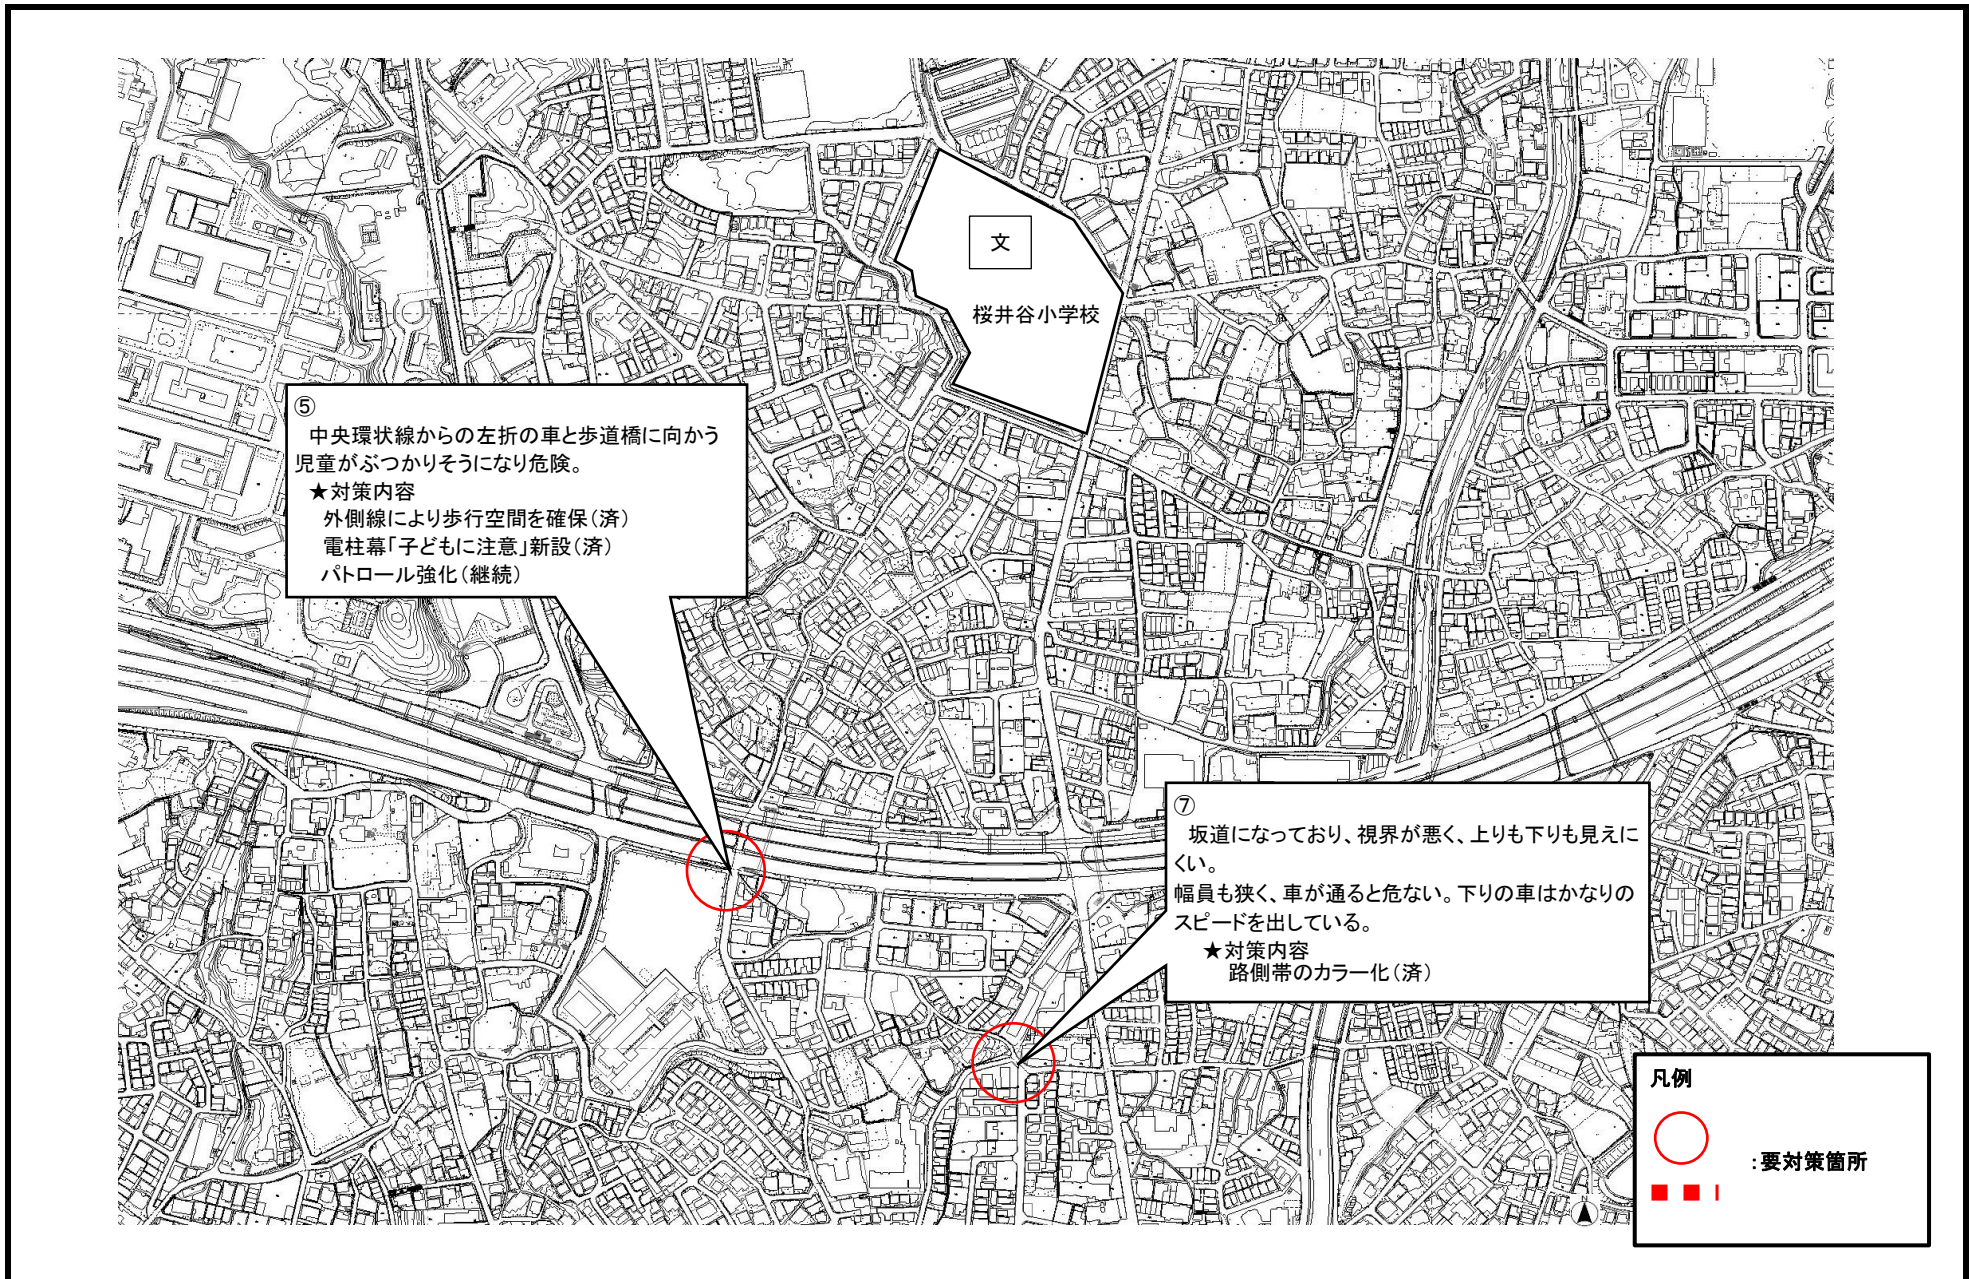 文
桜井谷小学校
⑤
中央環状線からの左折の車と歩道橋に向かう
児童がぶつかりそうになり危険。
★対策内容
外側線により歩行空間を確保(済)
電柱幕「子どもに注意」新設(済)
パトロール強化(継続)
⑦
坂道になっており、視界が悪く、上りも下りも見えに
くい。
幅員も狭く、車が通ると危ない。下りの車はかなりの
スピードを出している。
★対策内容
路側帯のカラー化(済)
凡例
:要対策箇所